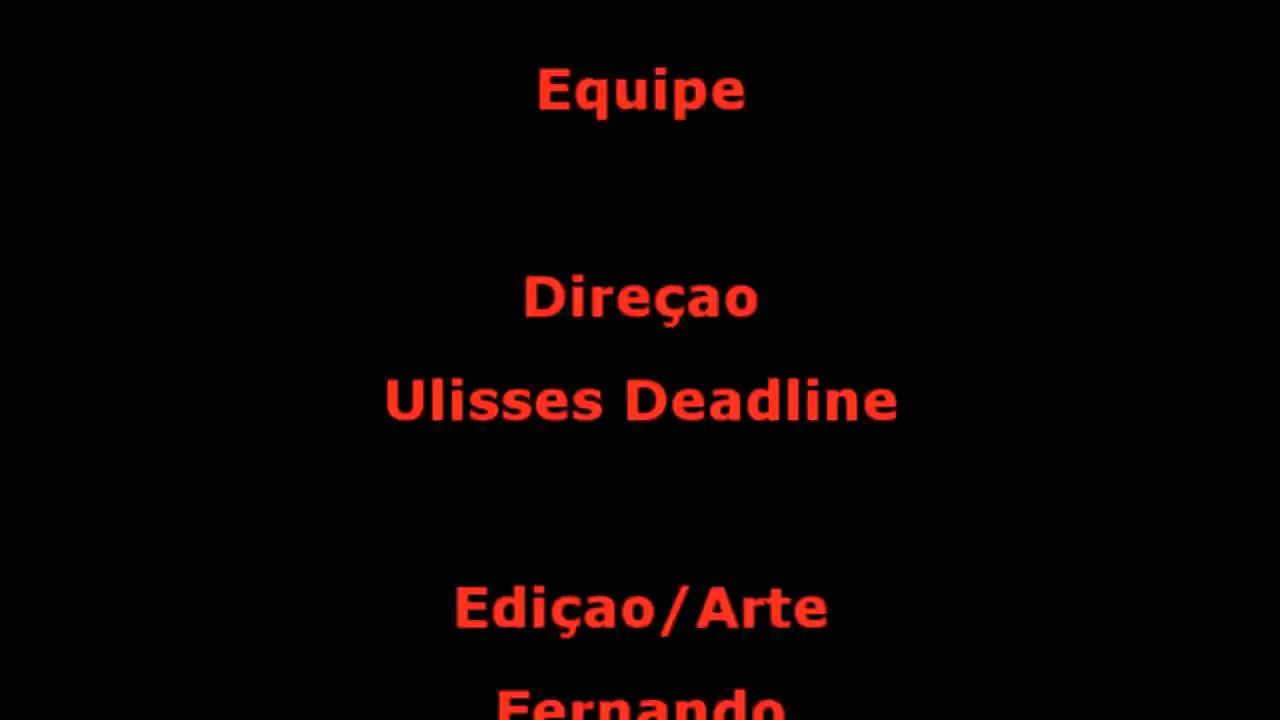 Equipe
Direçao
Ulisses Deadline
Ediçao/Arte
Fernando